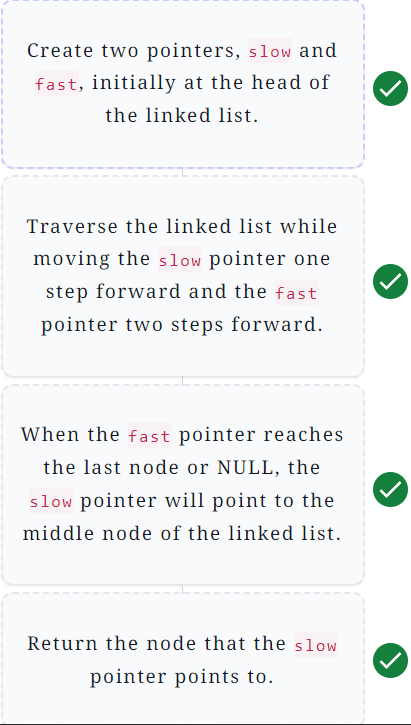 Create two pointers, slow and
fast, initially at the head of
the linked list.
Traverse the linked list while
moving the slow pointer one
step forward and the fast
pointer two steps forward.
When the fast pointer reaches
the last node or NULL, the
slow pointer will point to the
middle node of the linked list.
Return the node that the slow
pointer points to.